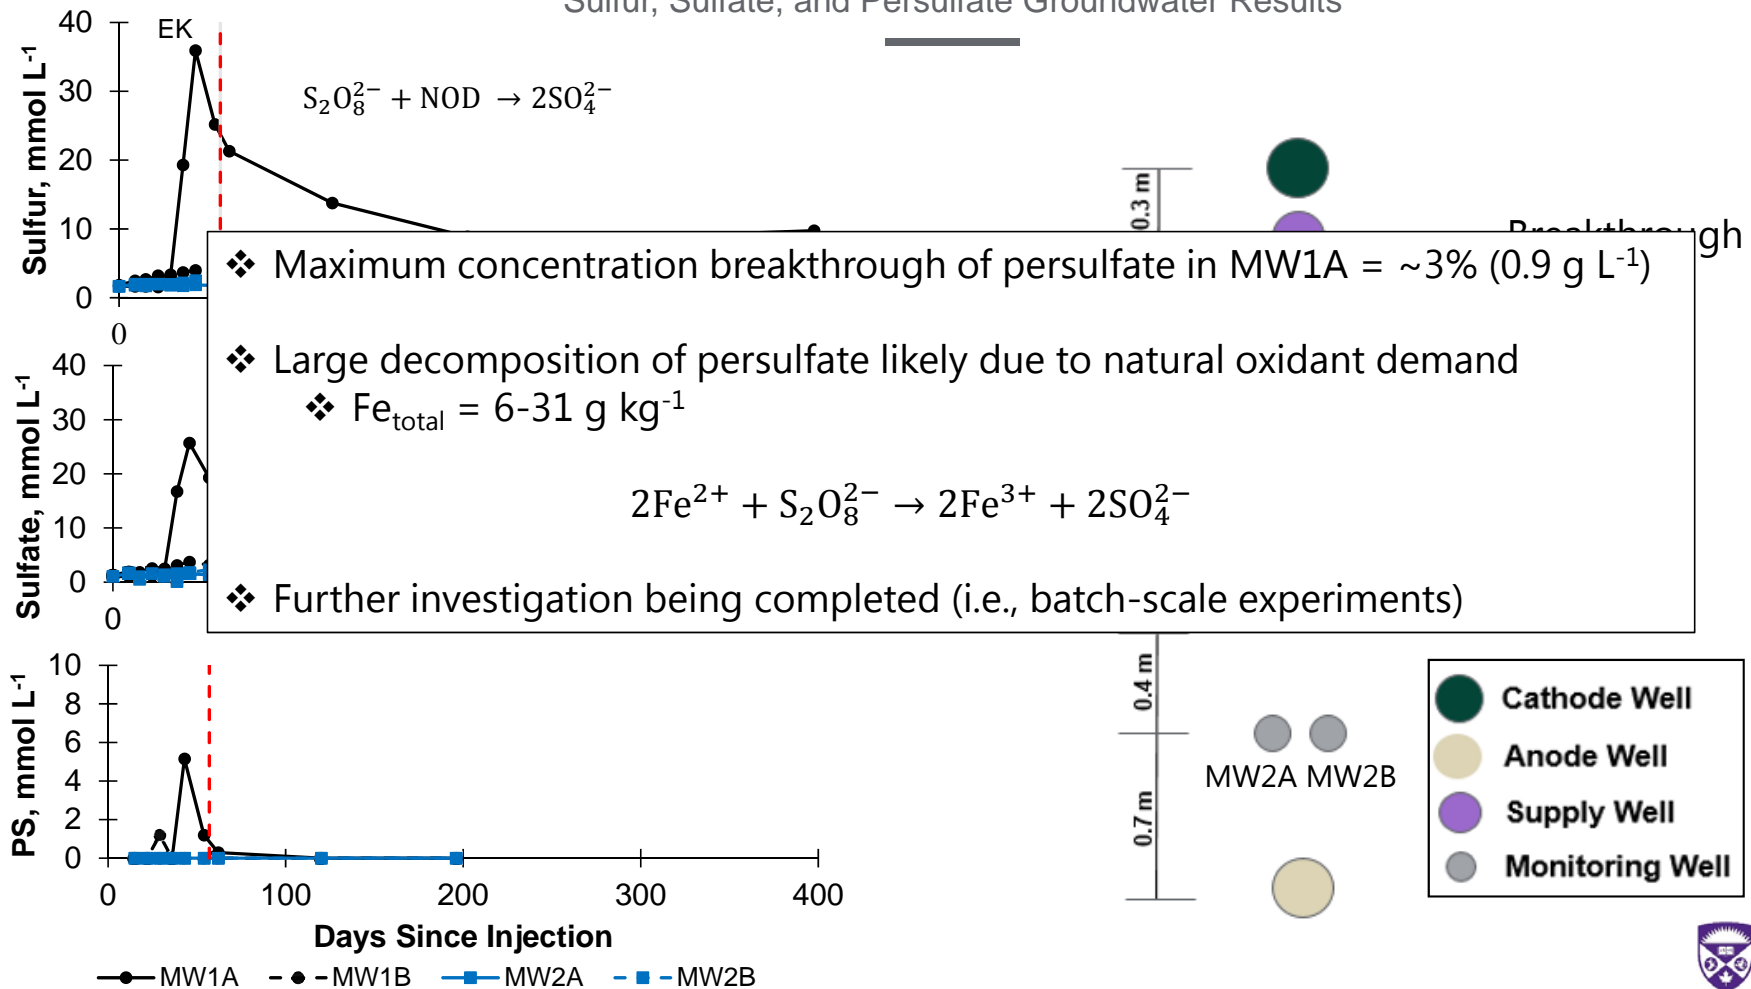 Sulfur, Sulfate, and Persulfate Groundwater Results
40
30
20
10
0
0
Sulfur, mmol L⁻¹
EK
S₂O₈²⁻ + NOD → 2SO₄²⁻
0.3 m
Breakthrough
❖ Maximum concentration breakthrough of persulfate in MW1A = ~3% (0.9 g L⁻¹)
❖ Large decomposition of persulfate likely due to natural oxidant demand
❖ Fe_total = 6-31 g kg⁻¹
2Fe²⁺ + S₂O₈²⁻ → 2Fe³⁺ + 2SO₄²⁻
❖ Further investigation being completed (i.e., batch-scale experiments)
40
30
20
10
0
0
Sulfate, mmol L⁻¹
10
8
6
4
2
0
PS, mmol L⁻¹
0 100 200 300 400
Days Since Injection
MW1A MW1B MW2A MW2B
0.4 m
MW2A MW2B
0.7 m
Cathode Well
Anode Well
Supply Well
Monitoring Well